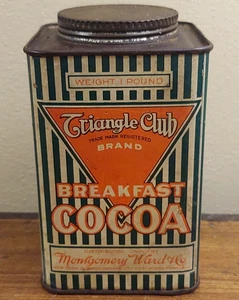 WEIGHT 1 POUND
Triangle Club
TRADE MARK REGISTERED
BRAND
BREAKFAST
COCOA
Montgomery Ward & Co